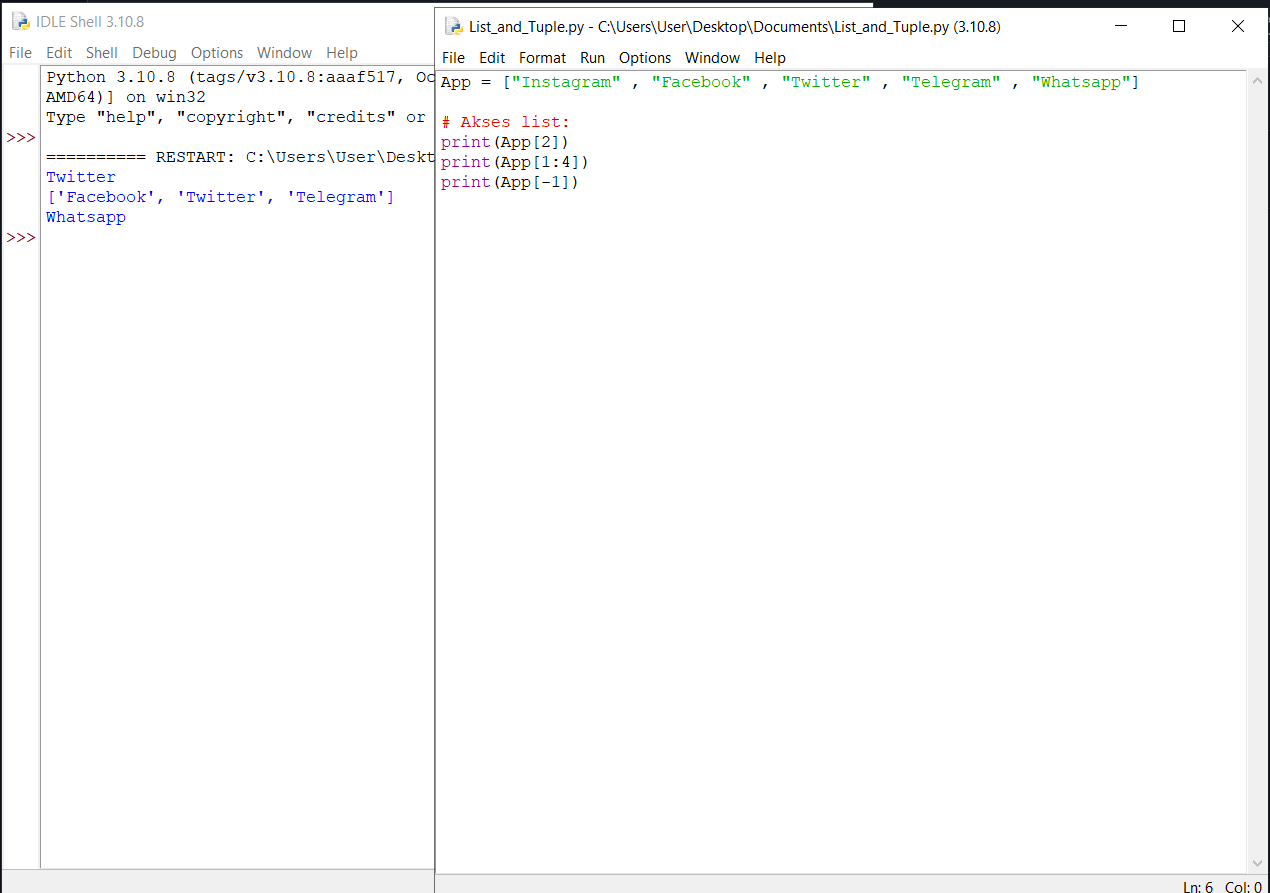 IDLE Shell 3.10.8
File Edit Shell Debug Options Window Help
Python 3.10.8 (tags/v3.10.8:aaaf517, Oc
AMD64)] on win32
Type "help", "copyright", "credits" or
>>>
========== RESTART: C:\Users\User\Deskt
Twitter
['Facebook', 'Twitter', 'Telegram']
Whatsapp
>>>
List_and_Tuple.py - C:\Users\User\Desktop\Documents\List_and_Tuple.py (3.10.8)
File Edit Format Run Options Window Help
App = ["Instagram" , "Facebook" , "Twitter" , "Telegram" , "Whatsapp"]
# Akses list:
print(App[2])
print(App[1:4])
print(App[-1])
Ln: 6 Col: 0